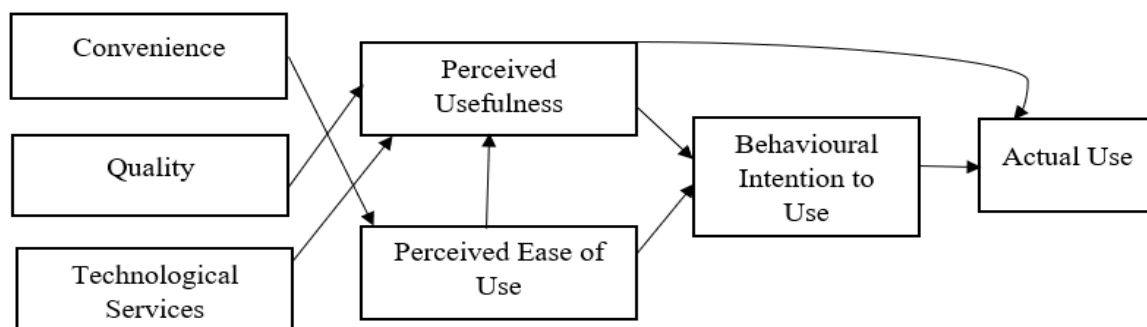 Convenience
Quality
Technological
Services
Perceived
Usefulness
Perceived Ease of
Use
Behavioural
Intention to
Use
Actual Use